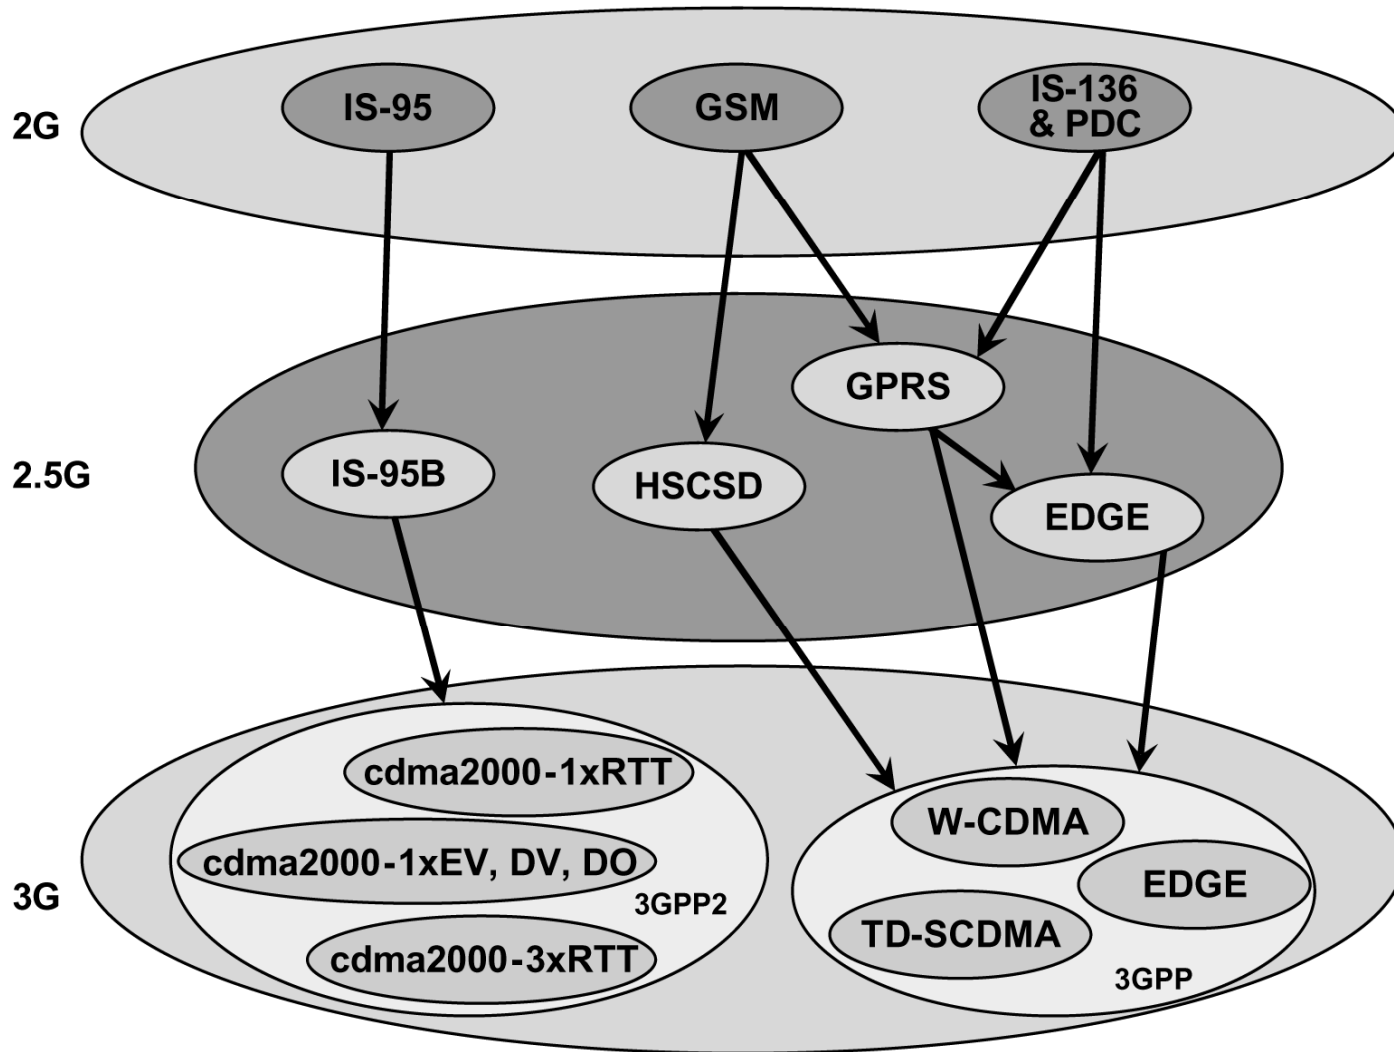 2G
IS-95
GSM
IS-136
& PDC
2.5G
GPRS
IS-95B
HSCSD
EDGE
3G
cdma2000-1xRTT
cdma2000-1xEV, DV, DO
3GPP2
cdma2000-3xRTT
W-CDMA
EDGE
TD-SCDMA
3GPP